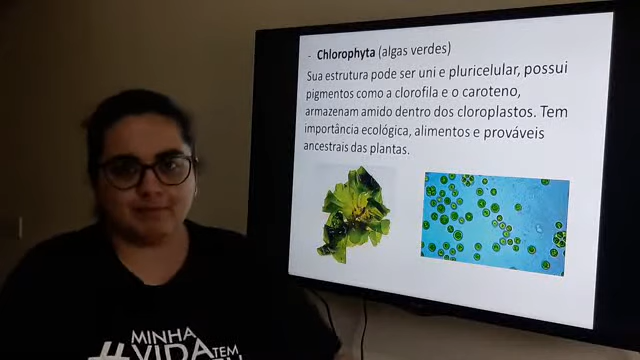 - Chlorophyta (algas verdes)
Sua estrutura pode ser uni e pluricelular, possui
pigmentos como a clorofila e o caroteno,
armazenam amido dentro dos cloroplastos. Tem
importância ecológica, alimentos e prováveis
ancestrais das plantas.
MINHA
#VIDA TEM